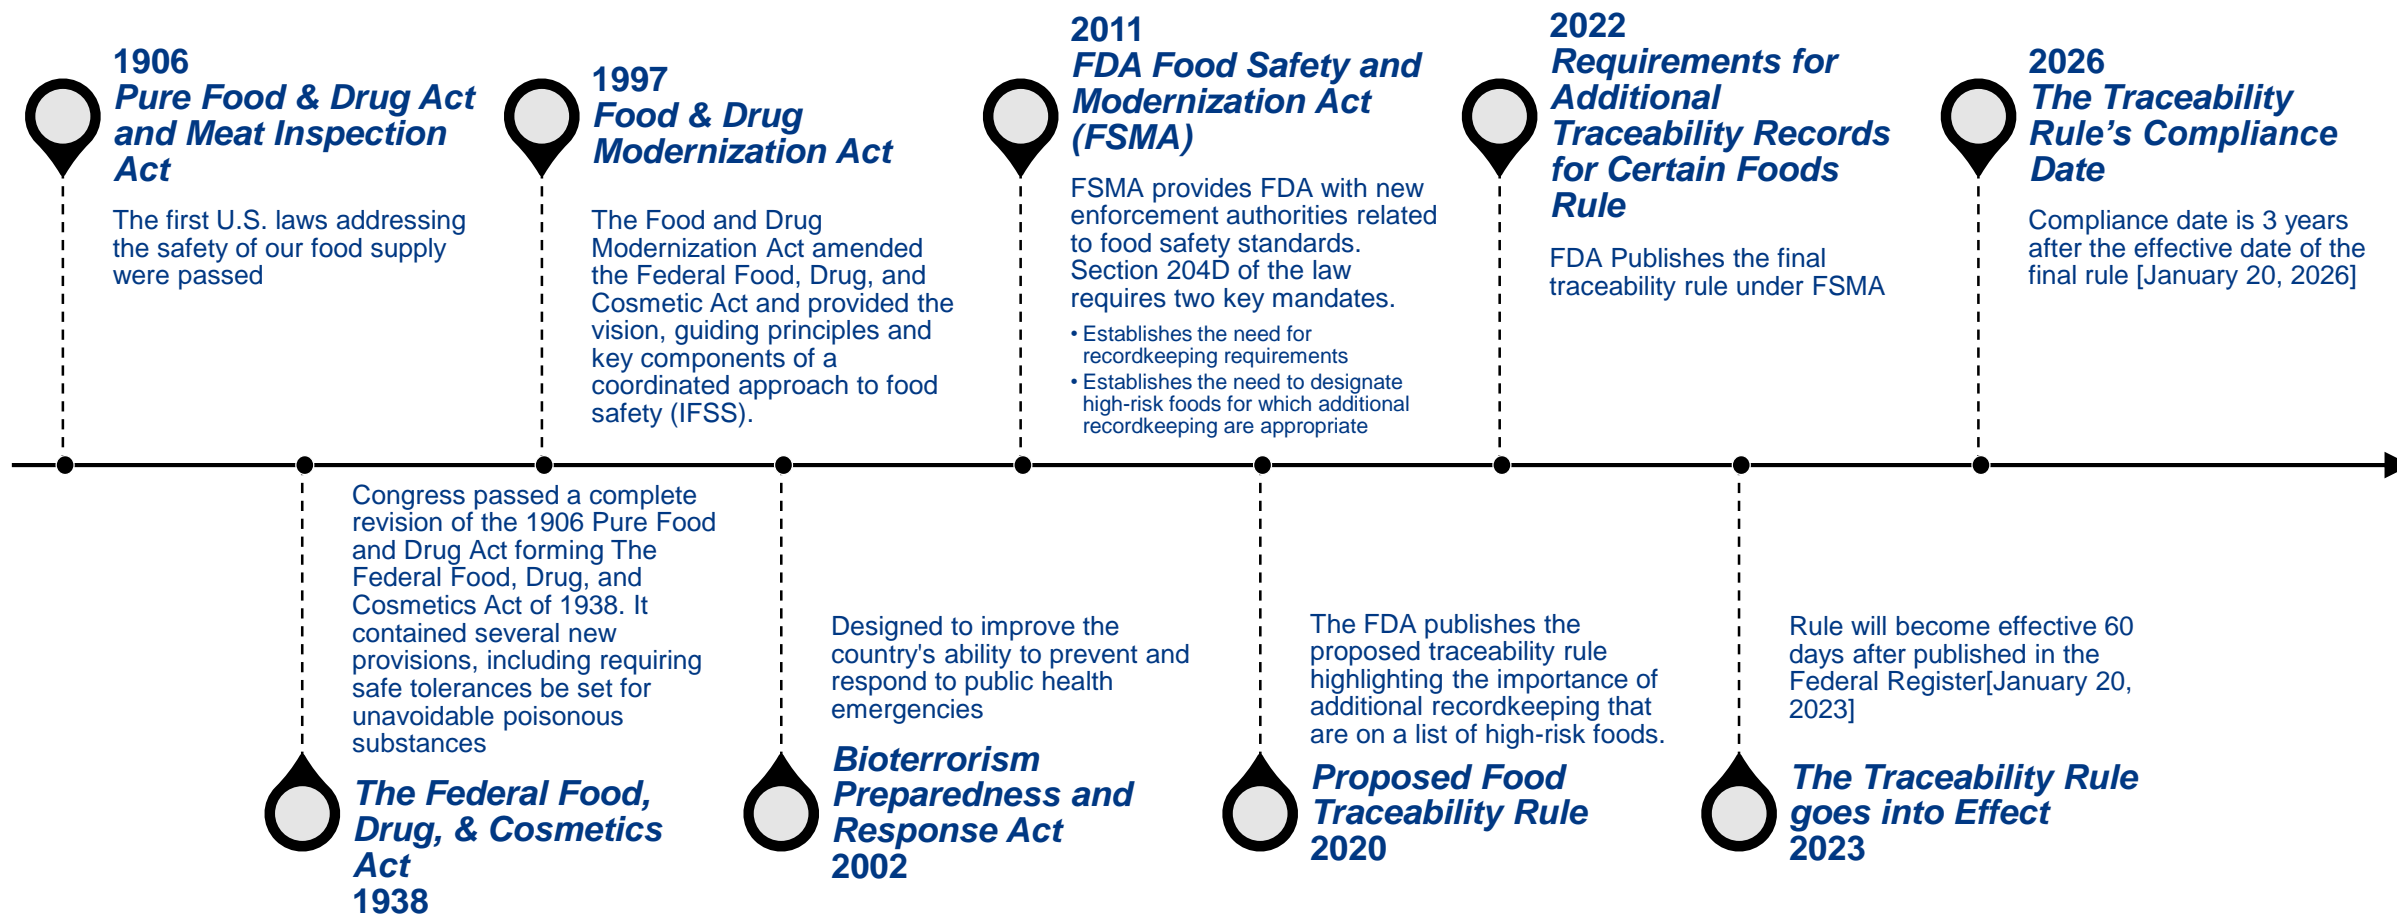 1906
Pure Food & Drug Act
and Meat Inspection
Act
The first U.S. laws addressing
the safety of our food supply
were passed
Congress passed a complete
revision of the 1906 Pure Food
and Drug Act forming The
Federal Food, Drug, and
Cosmetics Act of 1938. It
contained several new
provisions, including requiring
safe tolerances be set for
unavoidable poisonous
substances
The Federal Food,
Drug, & Cosmetics
Act
1938
1997
Food & Drug
Modernization Act
The Food and Drug
Modernization Act amended
the Federal Food, Drug, and
Cosmetic Act and provided the
vision, guiding principles and
key components of a
coordinated approach to food
safety (IFSS).
Designed to improve the
country's ability to prevent and
respond to public health
emergencies
Bioterrorism
Preparedness and
Response Act
2002
2011
FDA Food Safety and
Modernization Act
(FSMA)
FSMA provides FDA with new
enforcement authorities related
to food safety standards.
Section 204D of the law
requires two key mandates.
• Establishes the need for
recordkeeping requirements
• Establishes the need to designate
high-risk foods for which additional
recordkeeping are appropriate
The FDA publishes the
proposed traceability rule
highlighting the importance of
additional recordkeeping that
are on a list of high-risk foods.
Proposed Food
Traceability Rule
2020
2022
Requirements for
Additional
Traceability Records
for Certain Foods
Rule
FDA Publishes the final
traceability rule under FSMA
Rule will become effective 60
days after published in the
Federal Register[January 20,
2023]
The Traceability Rule
goes into Effect
2023
2026
The Traceability
Rule’s Compliance
Date
Compliance date is 3 years
after the effective date of the
final rule [January 20, 2026]